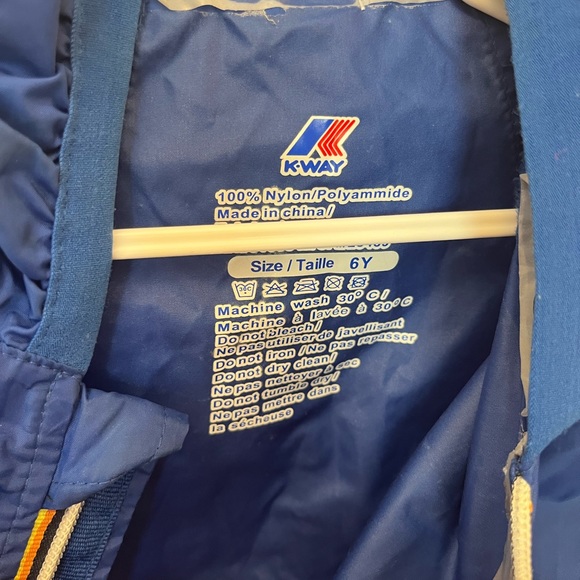 K-WAY
100% Nylon/Polyammide
Made in china/
Size / Taille 6Y
30C
Machine wash 30° C/
Machine à lavée à 30°C
Do not bleach/
Ne pas utiliser de javellisant
Do not iron / Ne pas repasser
Do not dry clean/
Ne pas nettoyer à sec
Do not tumble dry/
Ne pas mettre dans
la sécheuse